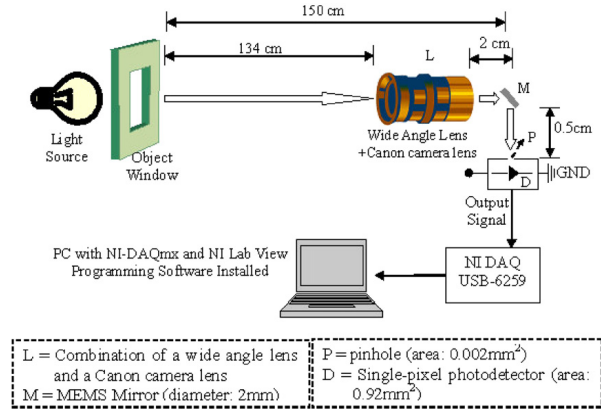 150 cm
134 cm
L
2 cm
M
0.5cm
P
Wide Angle Lens
+Canon camera lens
Light
Source
Object
Window
D
GND
Output
Signal
PC with NI-DAQmx and NI Lab View
Programming Software Installed
NI DAQ
USB-6259
L = Combination of a wide angle lens
and a Canon camera lens
M = MEMS Mirror (diameter: 2mm)
P = pinhole (area: 0.002mm²)
D = Single-pixel photodetector (area:
0.92mm²)